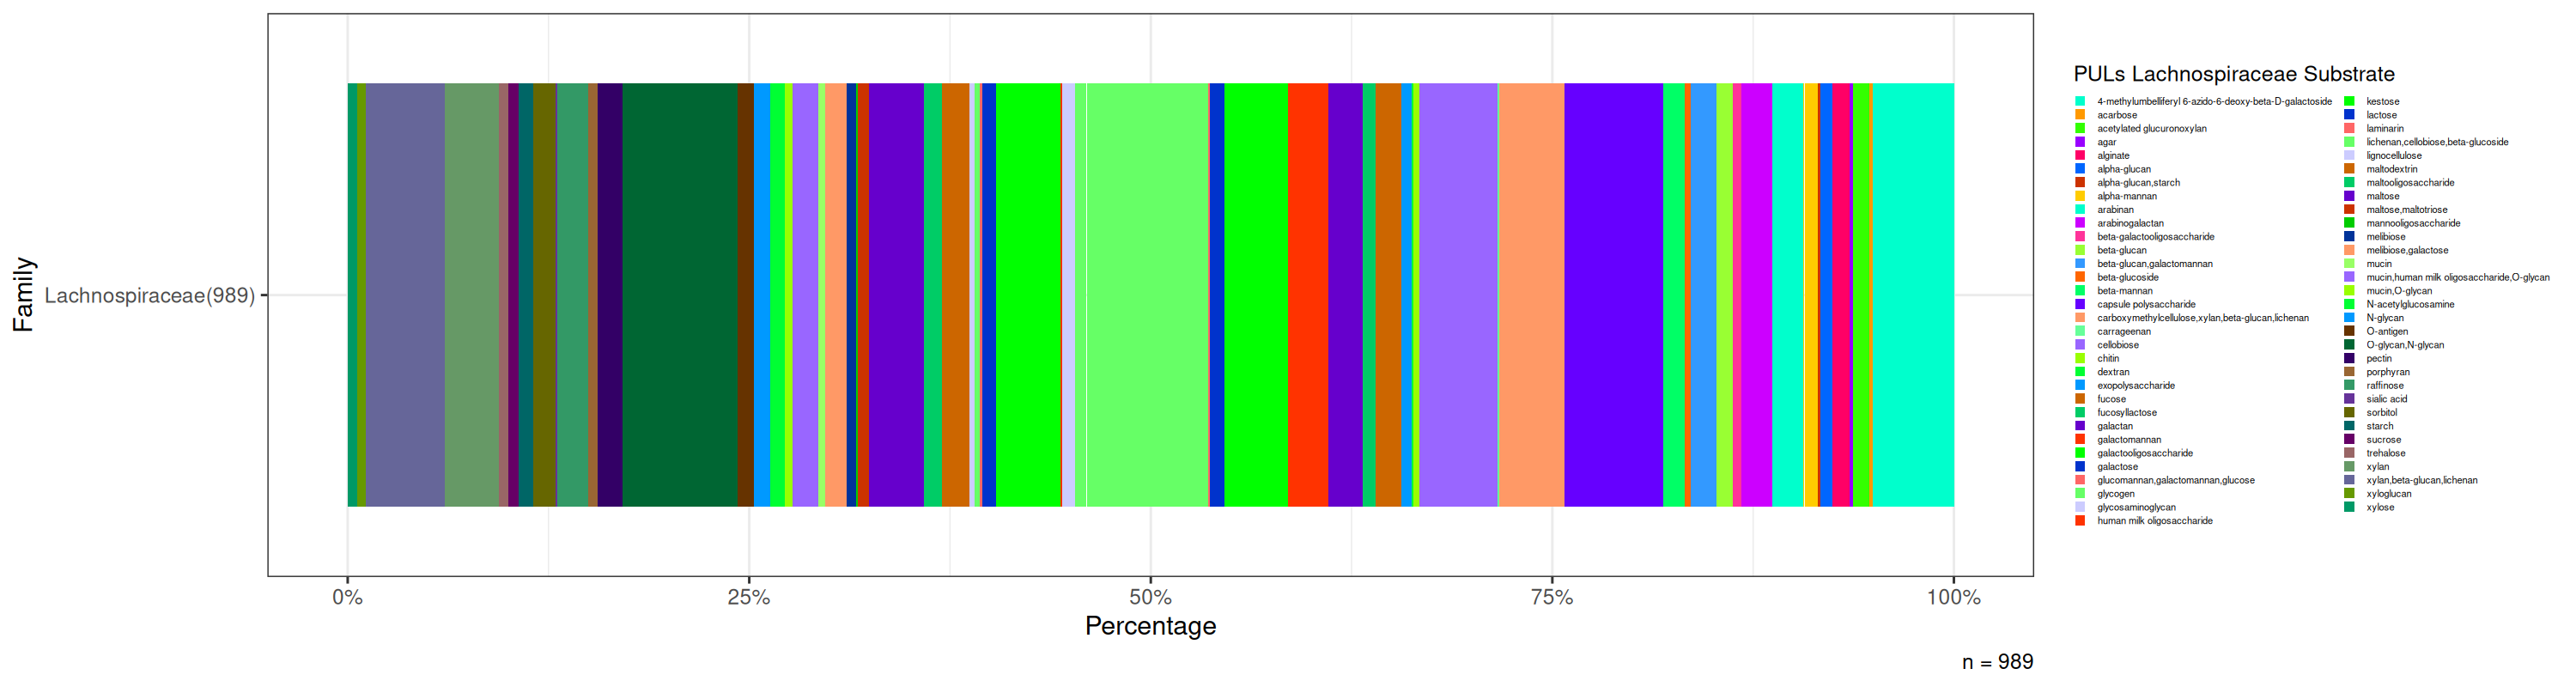 PULs Lachnospiraceae Substrate
4-methylumbelliferyl 6-azido-6-deoxy-beta-D-galactoside
acarbose
acetylated glucuronoxylan
agar
alginate
alpha-glucan
alpha-glucan,starch
alpha-mannan
arabinan
arabinogalactan
beta-galactooligosaccharide
beta-glucan
beta-glucan,galactomannan
beta-glucoside
beta-mannan
capsule polysaccharide
carboxymethylcellulose,xylan,beta-glucan,lichenan
carrageenan
cellobiose
chitin
dextran
exopolysaccharide
fucose
fucosyllactose
galactan
galactomannan
galactooligosaccharide
galactose
glucomannan,galactomannan,glucose
glycogen
glycosaminoglycan
human milk oligosaccharide
kestose
lactose
laminarin
lichenan,cellobiose,beta-glucoside
lignocellulose
maltodextrin
maltooligosaccharide
maltose
maltose,maltotriose
mannooligosaccharide
melibiose
melibiose,galactose
mucin
mucin,human milk oligosaccharide,O-glycan
mucin,O-glycan
N-acetylglucosamine
N-glycan
O-antigen
O-glycan,N-glycan
pectin
porphyran
raffinose
sialic acid
sorbitol
starch
sucrose
trehalose
xylan
xylan,beta-glucan,lichenan
xyloglucan
xylose
Family
Lachnospiraceae(989)
0%
25%
50%
75%
100%
Percentage
n = 989